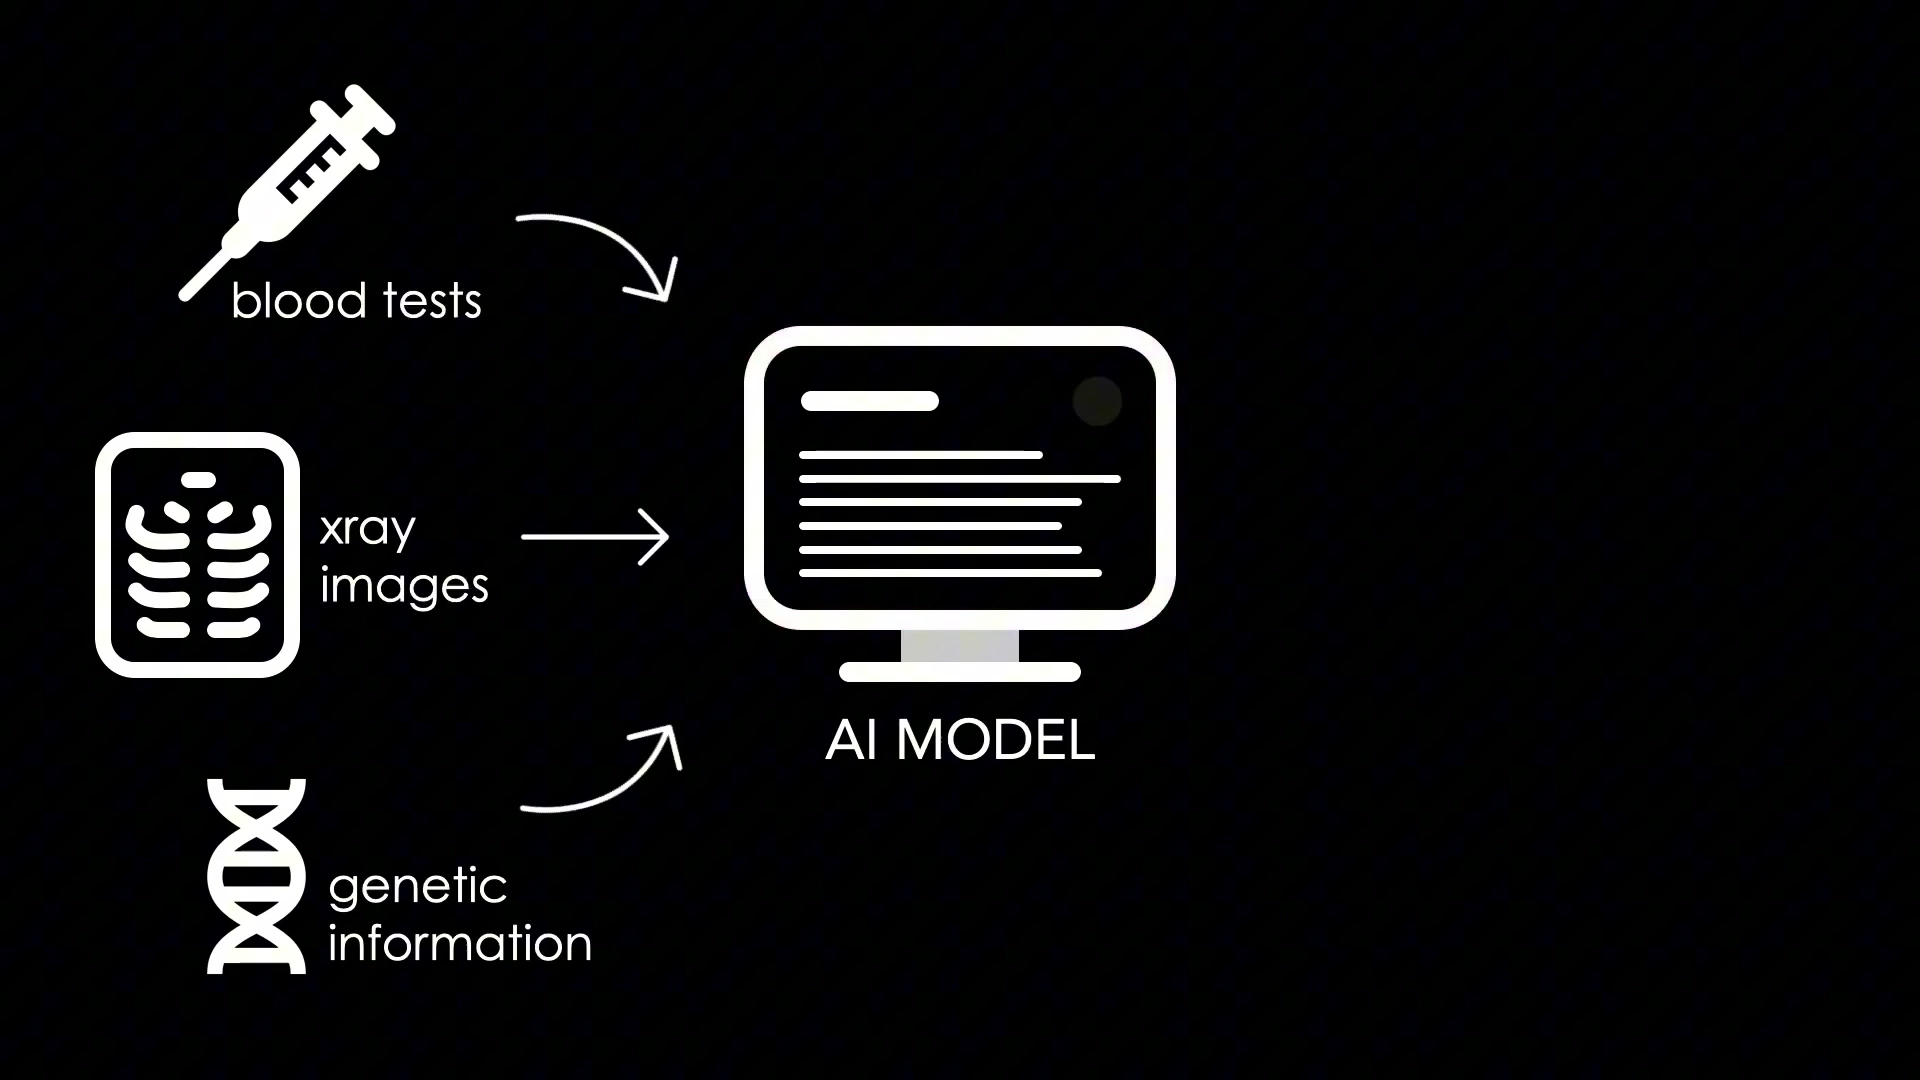 blood tests
xray
images
AI MODEL
genetic
information